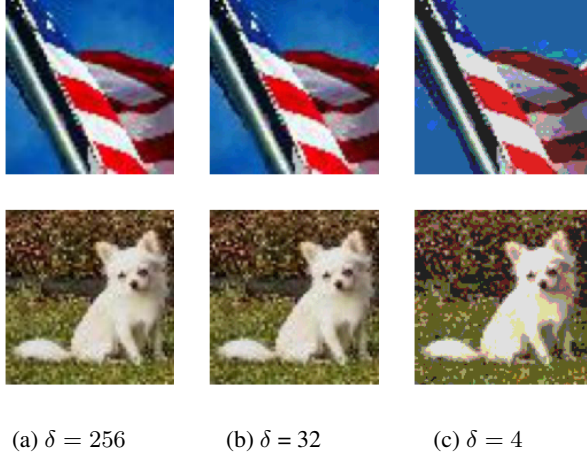 (a) δ = 256 (b) δ = 32 (c) δ = 4